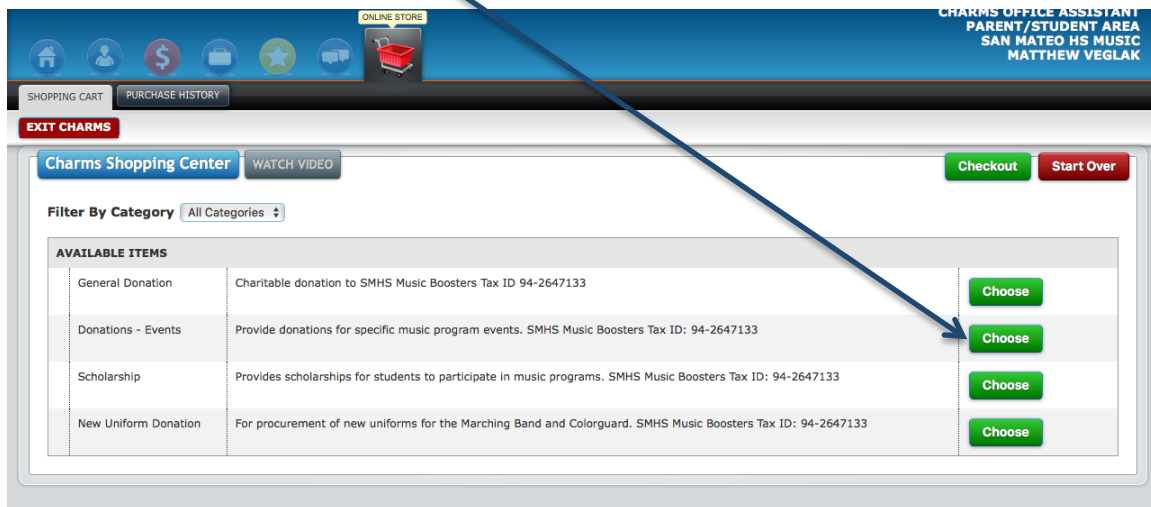 ONLINE STORE
CHARMS OFFICE ASSISTANT
PARENT/STUDENT AREA
SAN MATEO HS MUSIC
MATTHEW VEGLAK
SHOPPING CART PURCHASE HISTORY
EXIT CHARMS
Charms Shopping Center WATCH VIDEO Checkout Start Over
Filter By Category All Categories
AVAILABLE ITEMS
General Donation Charitable donation to SMHS Music Boosters Tax ID 94-2647133 Choose
Donations - Events Provide donations for specific music program events. SMHS Music Boosters Tax ID: 94-2647133 Choose
Scholarship Provides scholarships for students to participate in music programs. SMHS Music Boosters Tax ID: 94-2647133 Choose
New Uniform Donation For procurement of new uniforms for the Marching Band and Colorguard. SMHS Music Boosters Tax ID: 94-2647133 Choose